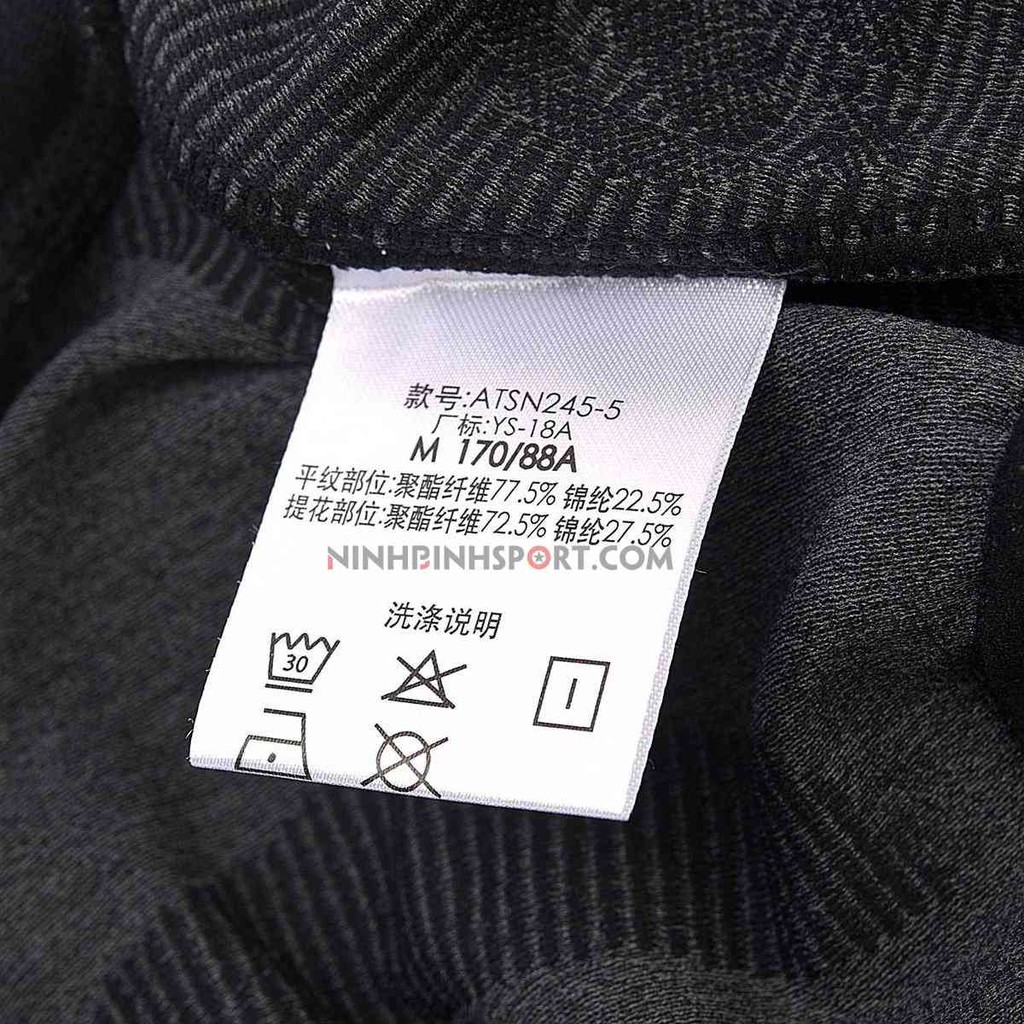 款号:ATSN245-5
厂标:YS-18A
M 170/88A
平纹部位:聚酯纤维77.5% 锦纶22.5%
提花部位:聚酯纤维72.5% 锦纶27.5%
NINHBINHSPORT.COM
洗涤说明
30